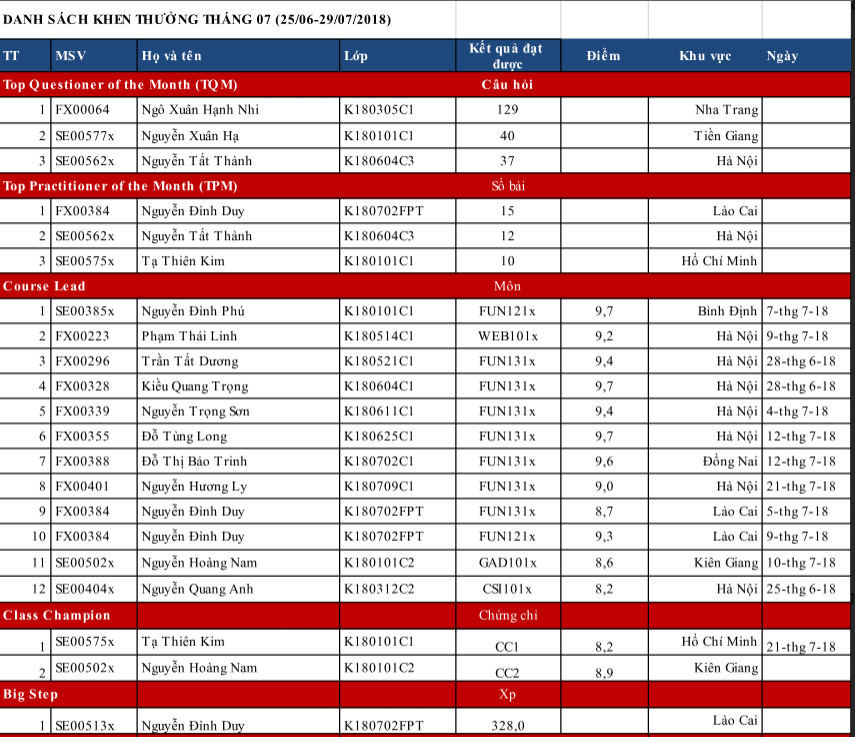 DANH SÁCH KHEN THƯỞNG THÁNG 07 (25/06-29/07/2018)
TT MSV Họ và tên Lớp Kết quả đạt được Điểm Khu vực Ngày
Top Questioner of the Month (TQM) Câu hỏi
1 FX00064 Ngô Xuân Hạnh Nhi K180305C1 129 Nha Trang
2 SE00577x Nguyễn Xuân Hạ K180101C1 40 Tiền Giang
3 SE00562x Nguyễn Tất Thành K180604C3 37 Hà Nội
Top Practitioner of the Month (TPM) Số bài
1 FX00384 Nguyễn Đình Duy K180702FPT 15 Lào Cai
2 SE00562x Nguyễn Tất Thành K180604C3 12 Hà Nội
3 SE00575x Tạ Thiên Kim K180101C1 10 Hồ Chí Minh
Course Lead Môn
1 SE00385x Nguyễn Đình Phú K180101C1 FUN121x 9,7 Bình Định 7-thg 7-18
2 FX00223 Phạm Thái Linh K180514C1 WEB101x 9,2 Hà Nội 9-thg 7-18
3 FX00296 Trần Tất Dương K180521C1 FUN131x 9,4 Hà Nội 28-thg 6-18
4 FX00328 Kiều Quang Trọng K180604C1 FUN131x 9,7 Hà Nội 28-thg 6-18
5 FX00339 Nguyễn Trọng Sơn K180611C1 FUN131x 9,4 Hà Nội 4-thg 7-18
6 FX00355 Đỗ Tùng Long K180625C1 FUN131x 9,7 Hà Nội 12-thg 7-18
7 FX00388 Đỗ Thị Bảo Trinh K180702C1 FUN131x 9,6 Đồng Nai 12-thg 7-18
8 FX00401 Nguyễn Hương Ly K180709C1 FUN131x 9,0 Hà Nội 21-thg 7-18
9 FX00384 Nguyễn Đình Duy K180702FPT FUN131x 8,7 Lào Cai 5-thg 7-18
10 FX00384 Nguyễn Đình Duy K180702FPT FUN121x 9,3 Lào Cai 9-thg 7-18
11 SE00502x Nguyễn Hoàng Nam K180101C2 GAD101x 8,6 Kiên Giang 10-thg 7-18
12 SE00404x Nguyễn Quang Anh K180312C2 CSI101x 8,2 Hà Nội 25-thg 6-18
Class Champion Chứng chỉ
1 SE00575x Tạ Thiên Kim K180101C1 CC1 8,2 Hồ Chí Minh 21-thg 7-18
2 SE00502x Nguyễn Hoàng Nam K180101C2 CC2 8,9 Kiên Giang
Big Step Xp
1 SE00513x Nguyễn Đình Duy K180702FPT 328,0 Lào Cai